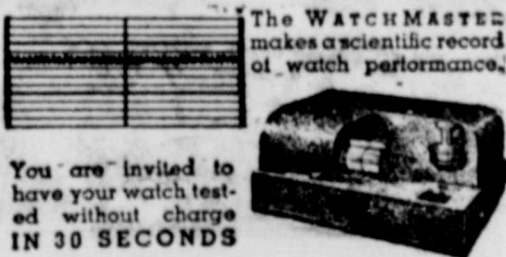 The WATCHMASTER
makes a scientific record
of watch performance.
You are invited to
have your watch test-
ed without charge
IN 30 SECONDS